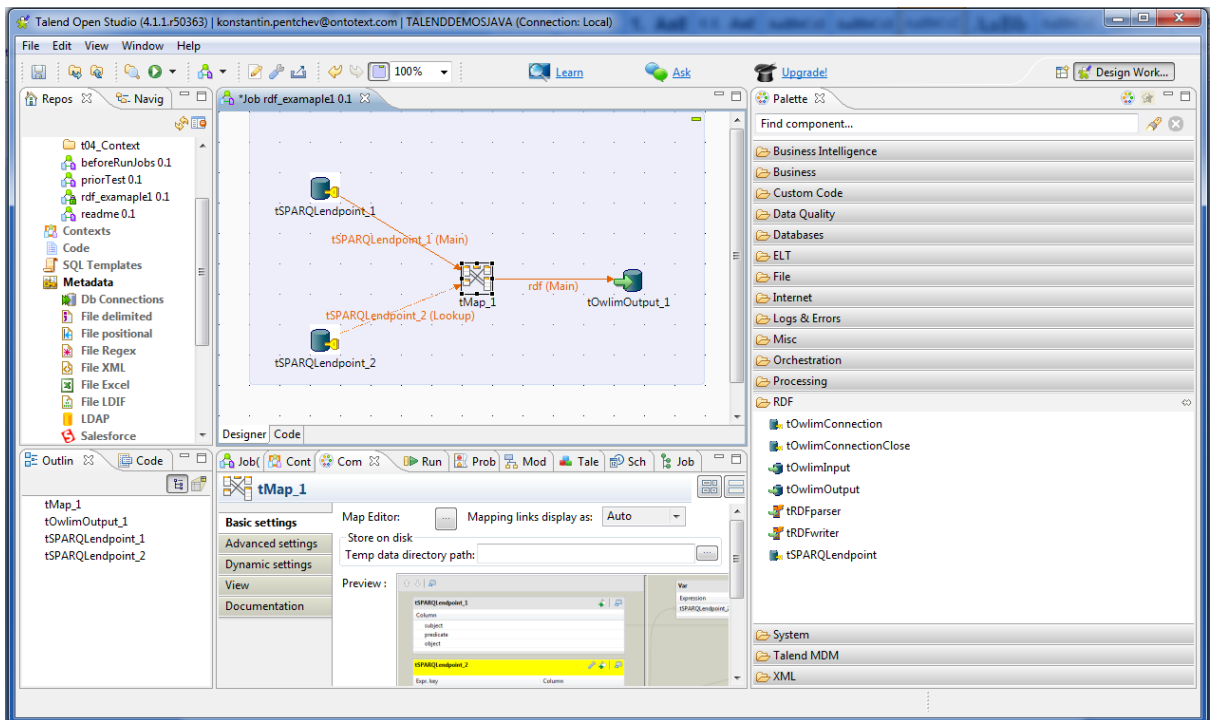 Talend Open Studio (4.1.1.r50363) | konstantin.pentchev@ontotext.com | TALENDDEMOSJAVA (Connection: Local)
File Edit View Window Help
100%
Learn
Ask
Upgrade!
Design Work...
Repos
Navig
t04_Context
beforeRunJobs 0.1
priorTest 0.1
rdf_examaple1 0.1
readme 0.1
Contexts
Code
SQL Templates
Metadata
Db Connections
File delimited
File positional
File Regex
File XML
File Excel
File LDIF
LDAP
Salesforce
*Job rdf_examaple1 0.1
tSPARQLendpoint_1
tSPARQLendpoint_1 (Main)
tMap_1
rdf (Main)
tOwlimOutput_1
tSPARQLendpoint_2 (Lookup)
tSPARQLendpoint_2
Designer Code
Palette
Find component...
Business Intelligence
Business
Custom Code
Data Quality
Databases
ELT
File
Internet
Logs & Errors
Misc
Orchestration
Processing
RDF
tOwlimConnection
tOwlimConnectionClose
tOwlimInput
tOwlimOutput
tRDFparser
tRDFwriter
tSPARQLendpoint
System
Talend MDM
XML
Outlin
Code
tMap_1
tOwlimOutput_1
tSPARQLendpoint_1
tSPARQLendpoint_2
Job(
Cont
Com
Run
Prob
Mod
Tale
Sch
Job
tMap_1
Basic settings
Advanced settings
Dynamic settings
View
Documentation
Map Editor:
...
Mapping links display as:
Auto
Store on disk
Temp data directory path:
...
Preview :
tSPARQLendpoint_1
Column
subject
predicate
object
tSPARQLendpoint_2
Expr. key
Column
Var
Expression